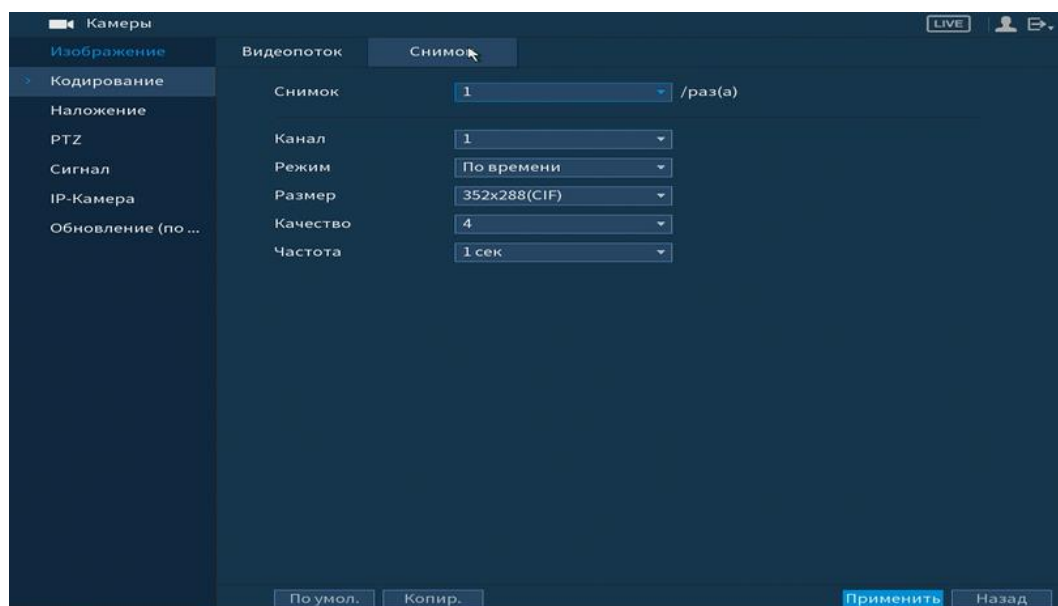 Камеры LIVE
Изображение
Кодирование
Наложение
PTZ
Сигнал
IP-Камера
Обновление (по ...
Видеопоток Снимок
Снимок 1 /раз(а)
Канал 1
Режим По времени
Размер 352x288(CIF)
Качество 4
Частота 1 сек
По умол. Копир. Применить Назад